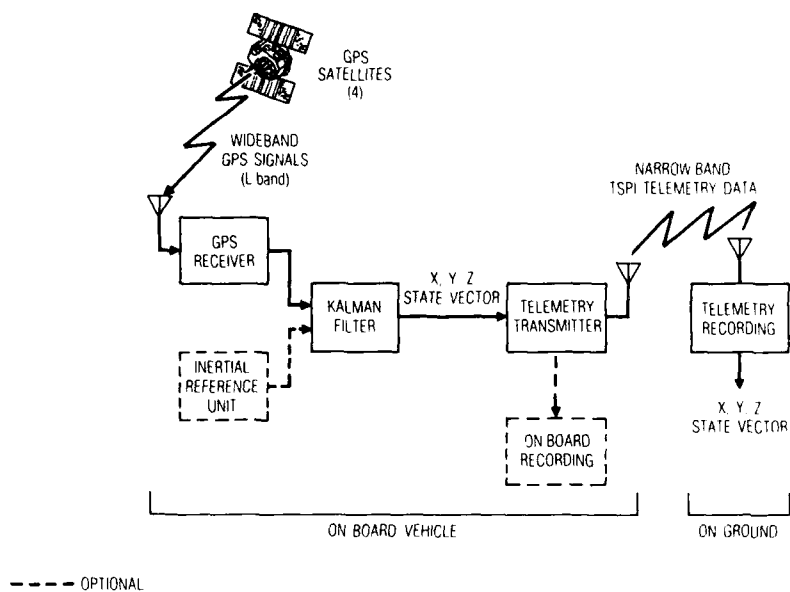 GPS
SATELLITES
(4)
WIDEBAND
GPS SIGNALS
(L band)
NARROW BAND
TSPI TELEMETRY DATA
GPS
RECEIVER
KALMAN
FILTER
X, Y Z
STATE VECTOR
TELEMETRY
TRANSMITTER
TELEMETRY
RECORDING
INERTIAL
REFERENCE
UNIT
ON BOARD
RECORDING
X, Y, Z
STATE VECTOR
ON BOARD VEHICLE
ON GROUND
OPTIONAL